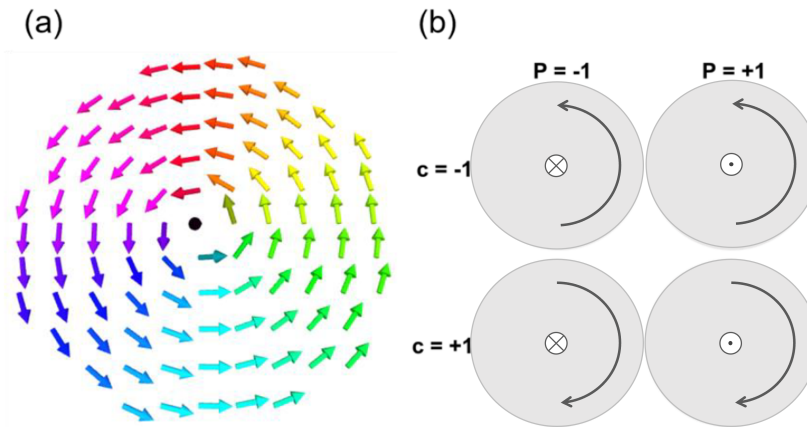 (a)
(b)
P = -1
P = +1
c = -1
c = +1